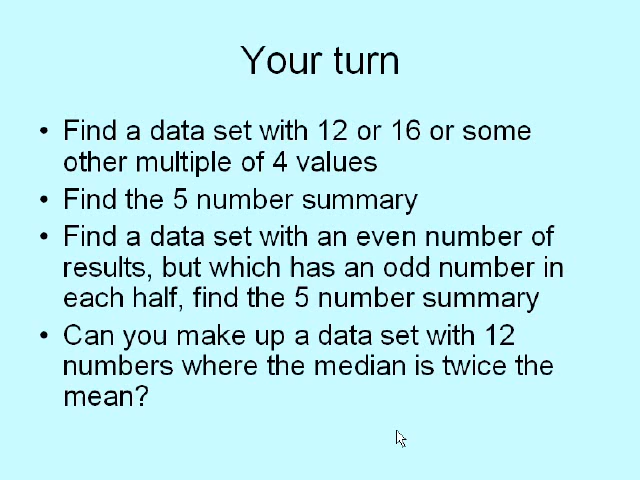 Your turn
• Find a data set with 12 or 16 or some
other multiple of 4 values
• Find the 5 number summary
• Find a data set with an even number of
results, but which has an odd number in
each half, find the 5 number summary
• Can you make up a data set with 12
numbers where the median is twice the
mean?